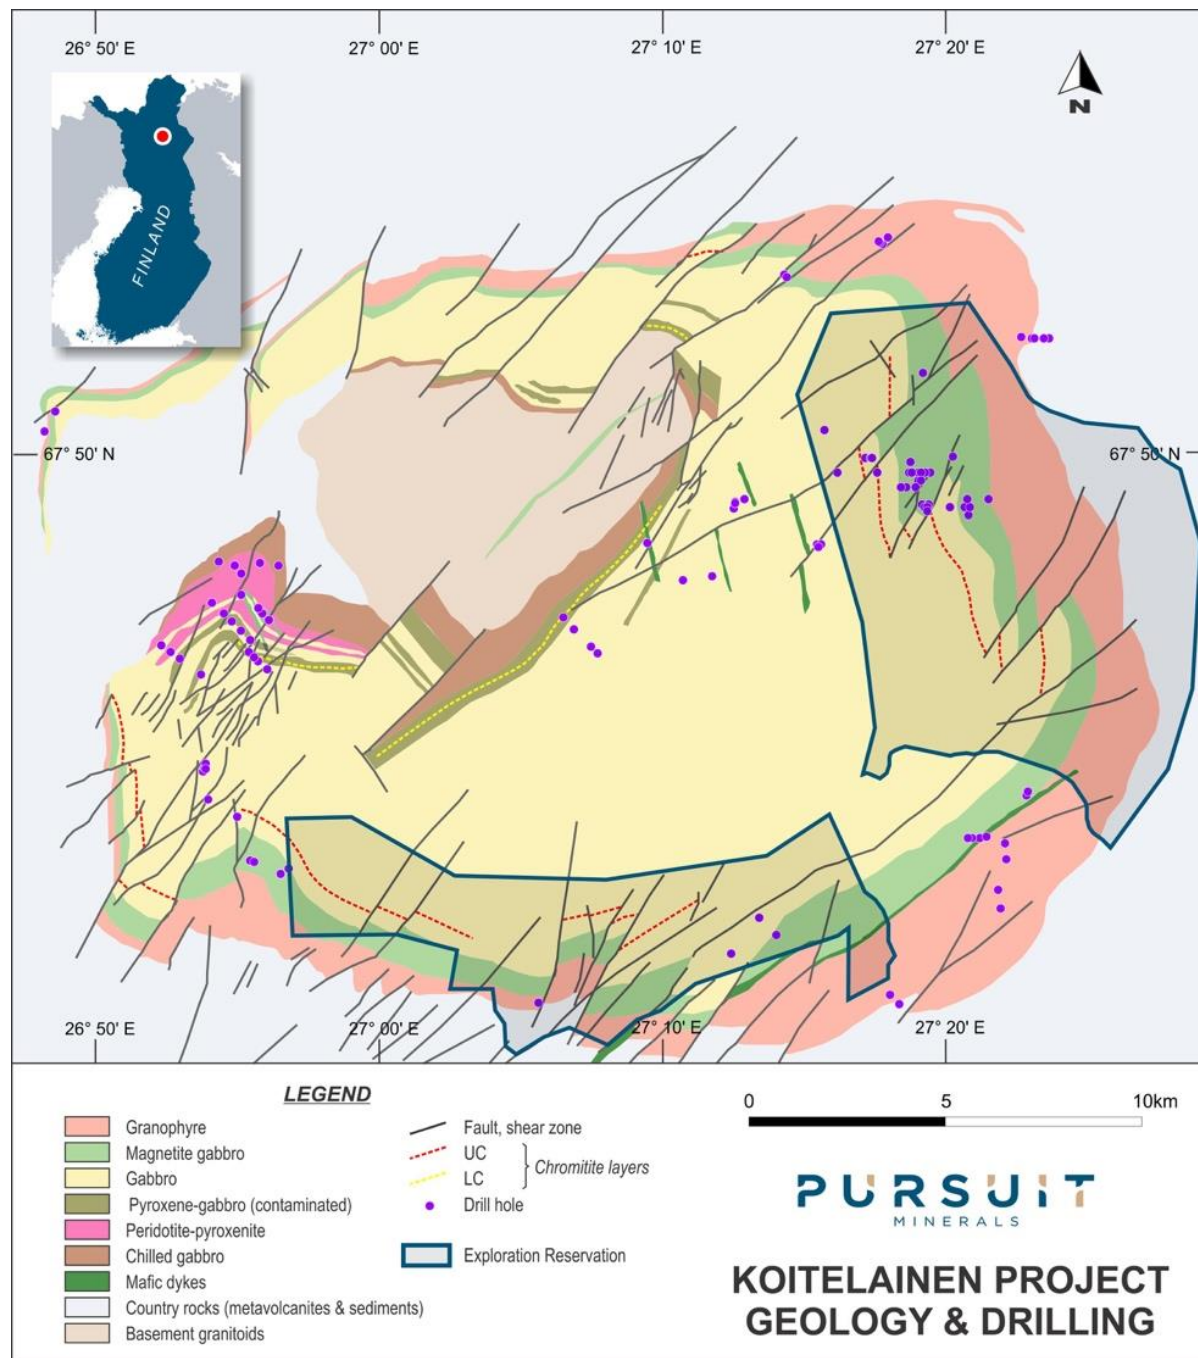 26° 50' E
27° 00' E
27° 10' E
27° 20' E
N
FINLAND
67° 50' N
67° 50' N
26° 50' E
27° 00' E
27° 10' E
27° 20' E
LEGEND
Granophyre
Magnetite gabbro
Gabbro
Pyroxene-gabbro (contaminated)
Peridotite-pyroxenite
Chilled gabbro
Mafic dykes
Country rocks (metavolcanites & sediments)
Basement granitoids
Fault, shear zone
UC
LC
Chromitite layers
Drill hole
Exploration Reservation
0 5 10km
PURSUIT
MINERALS
KOITELAINEN PROJECT
GEOLOGY & DRILLING